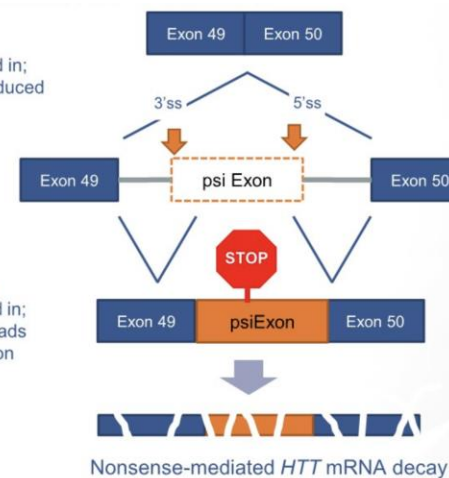 Exon 49 Exon 50
d in;
duced
3'ss 5'ss
Exon 49 psi Exon Exon 50
STOP
d in;
Exon 49 psiExon Exon 50
ads
on
Nonsense-mediated HTT mRNA decay